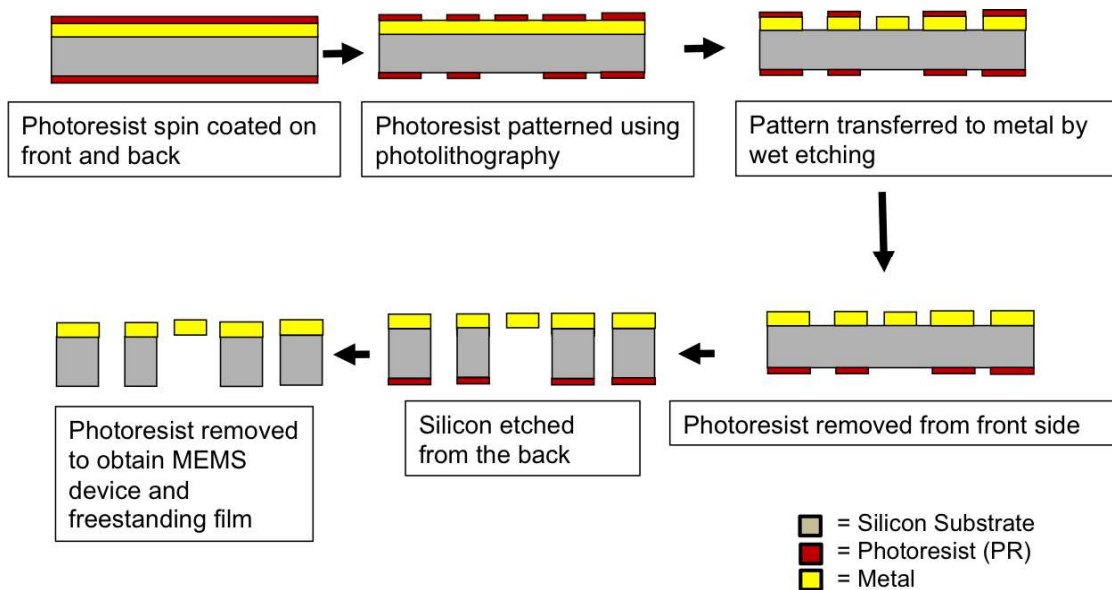 Photoresist spin coated on
front and back
Photoresist patterned using
photolithography
Pattern transferred to metal by
wet etching
Photoresist removed from front side
Silicon etched
from the back
Photoresist removed
to obtain MEMS
device and
freestanding film
= Silicon Substrate
= Photoresist (PR)
= Metal